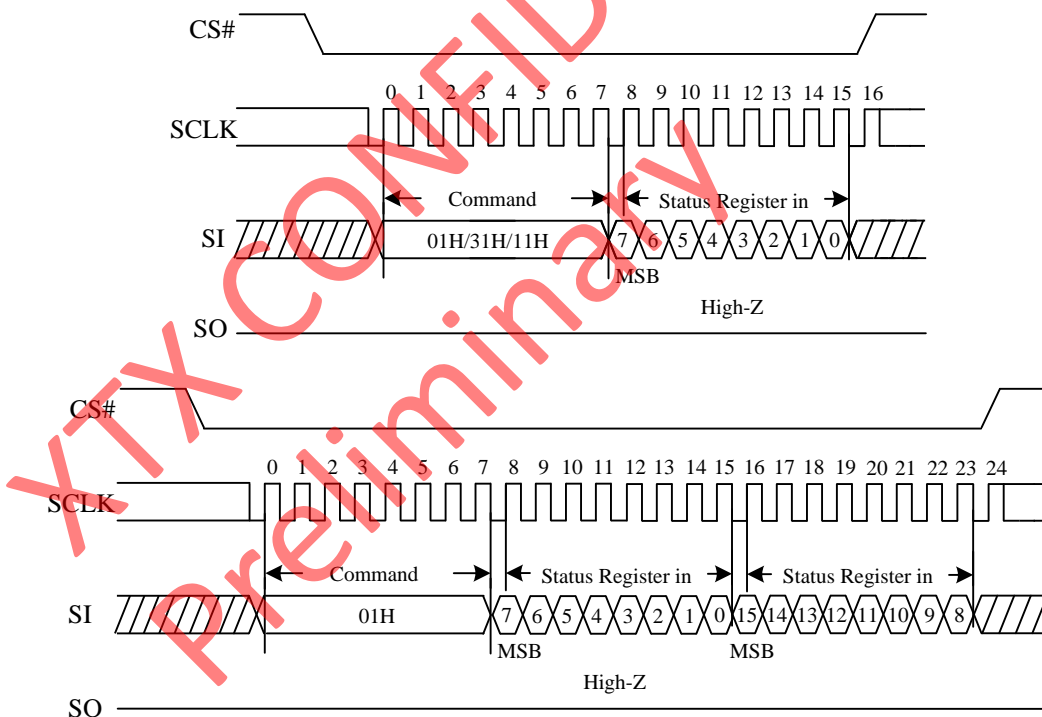 CS#
0 1 2 3 4 5 6 7 8 9 10 11 12 13 14 15 16
SCLK
Command Status Register in
SI 01H/31H/11H 7 6 5 4 3 2 1 0
MSB
High-Z
SO
CS#
0 1 2 3 4 5 6 7 8 9 10 11 12 13 14 15 16 17 18 19 20 21 22 23 24
SCLK
Command Status Register in Status Register in
SI 01H 7 6 5 4 3 2 1 0 15 14 13 12 11 10 9 8
MSB MSB
High-Z
SO
XTX CONFID
Preliminary